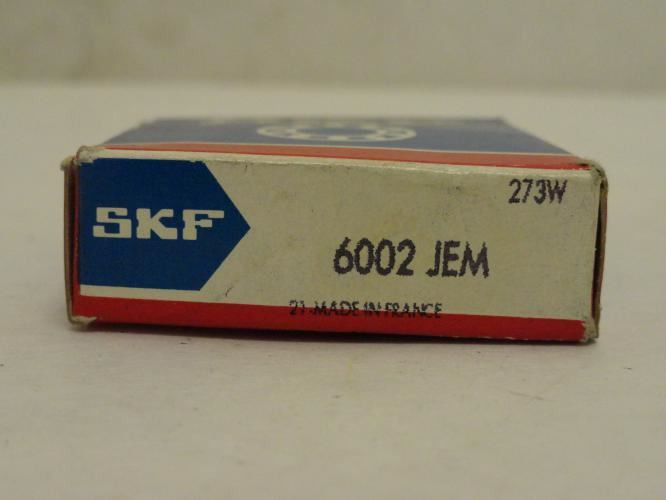 273W
SKF
6002 JEM
21-MADE IN FRANCE